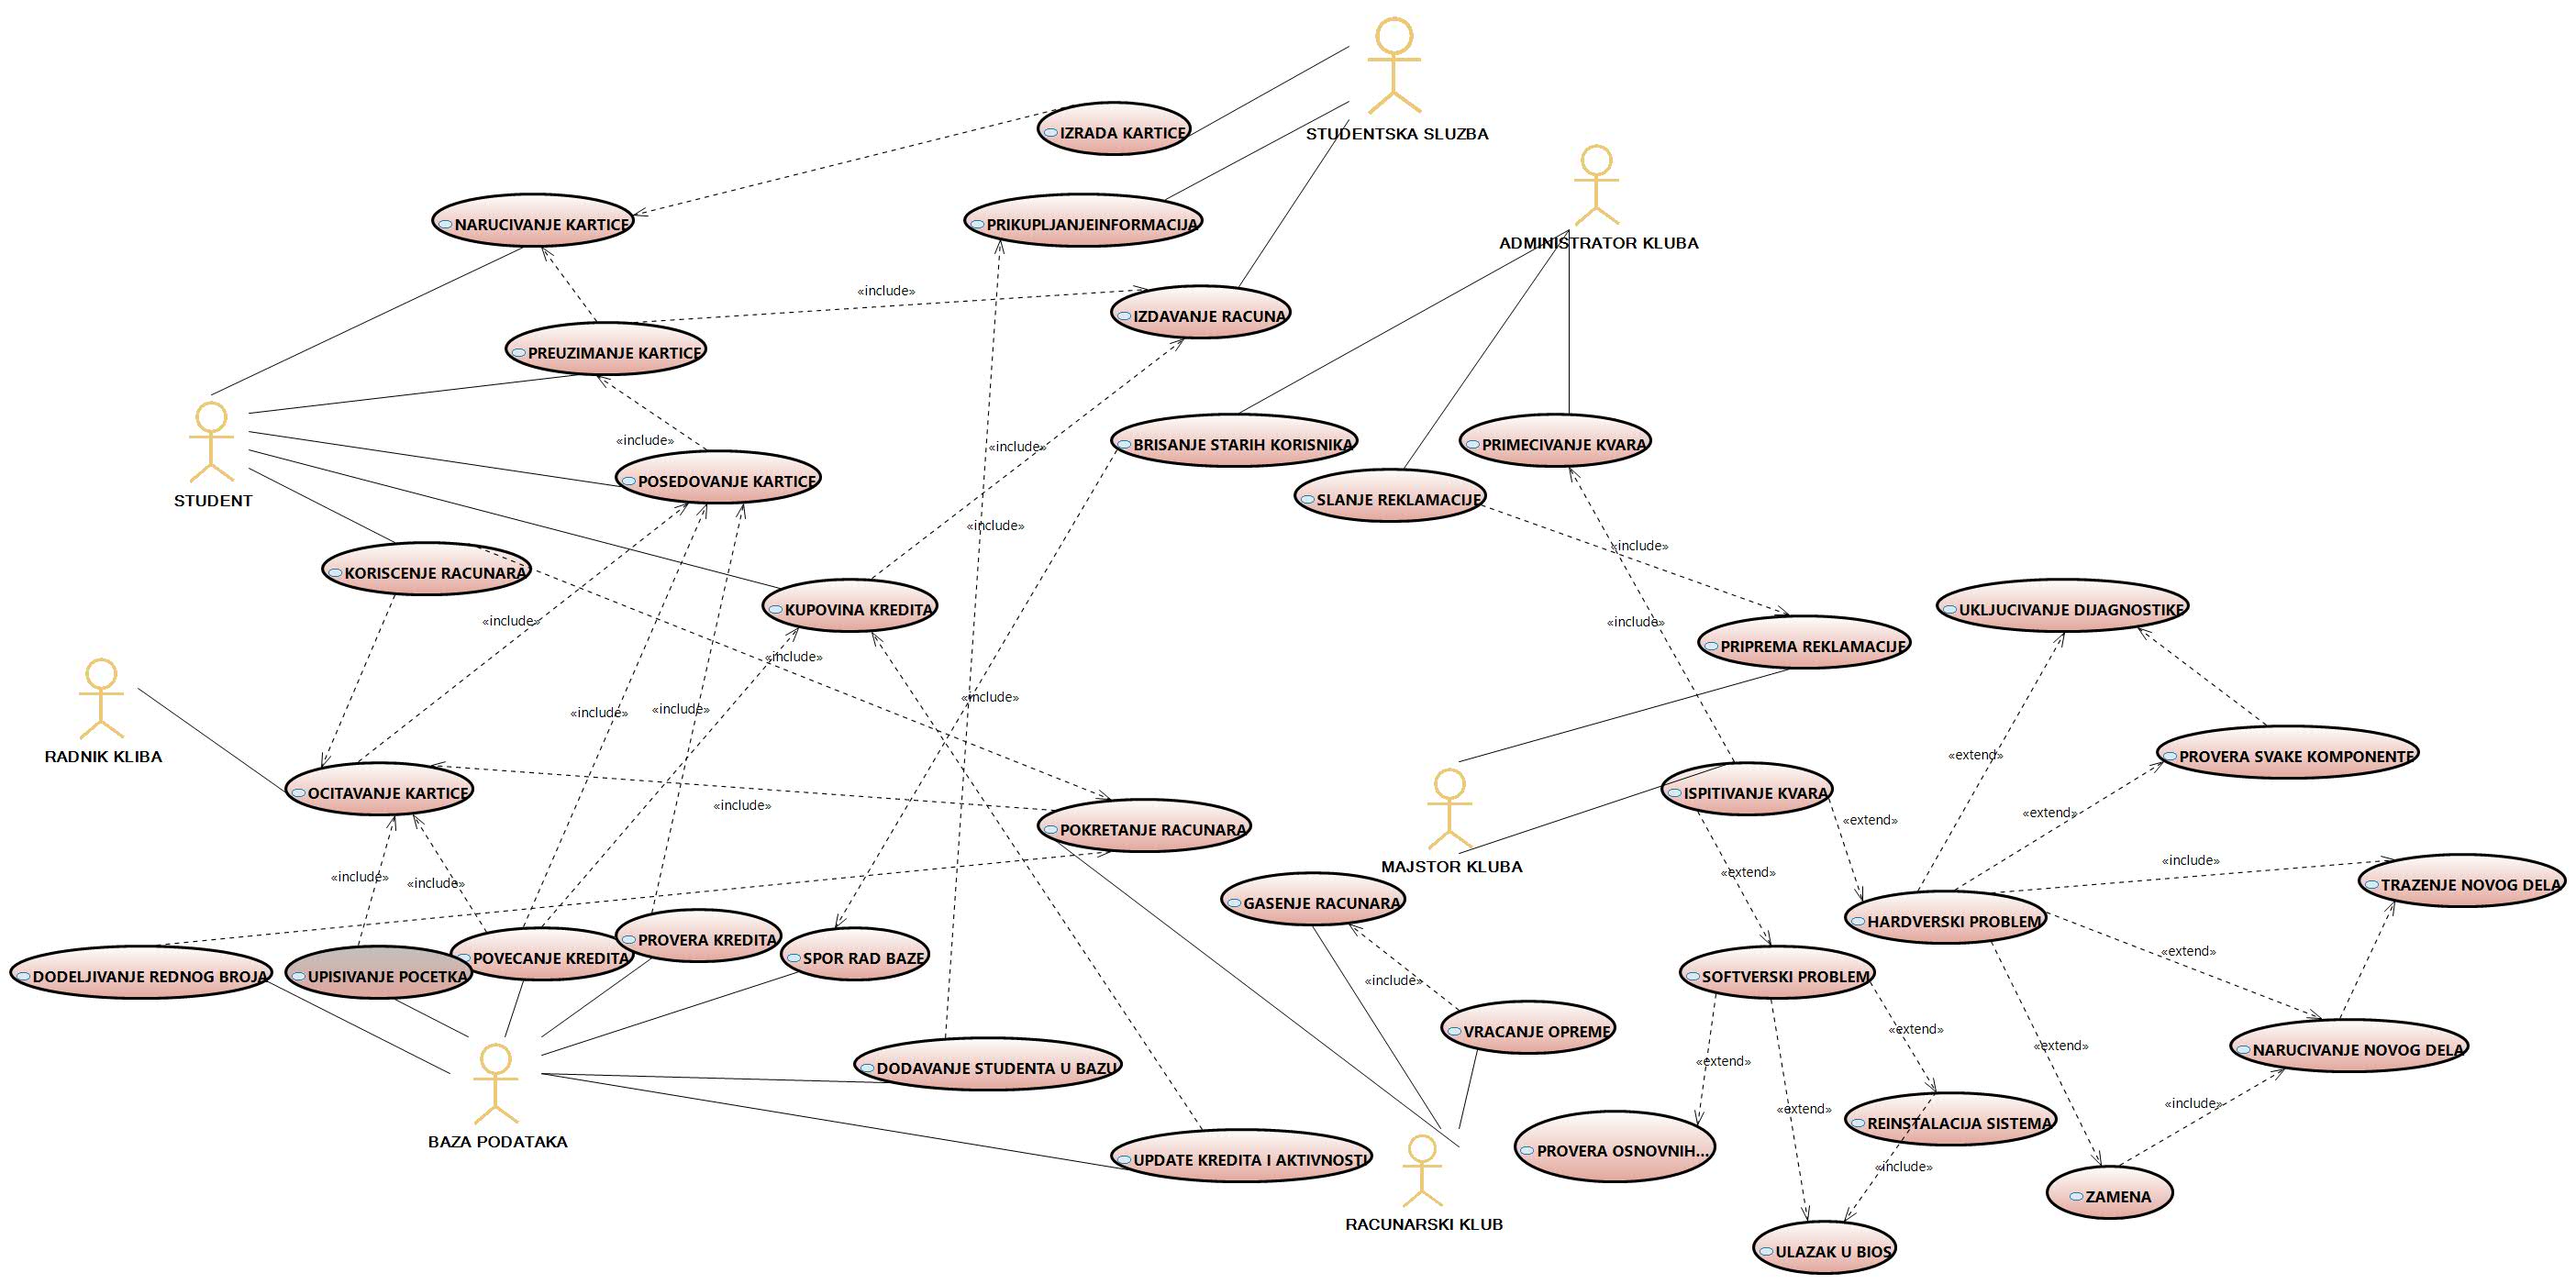 STUDENTSKA SLUZBA
IZRADA KARTICE
NARUCIVANJE KARTICE
PRIKUPLJANJEINFORMACIJA
ADMINISTRATOR KLUBA
«include»
IZDAVANJE RACUNA
PREUZIMANJE KARTICE
«include»
«include»
BRISANJE STARIH KORISNIKA
PRIMECIVANJE KVARA
STUDENT
POSEDOVANJE KARTICE
SLANJE REKLAMACIJE
«include»
«include»
KORISCENJE RACUNARA
KUPOVINA KREDITA
UKLJUCIVANJE DIJAGNOSTIKE
«include»
«include»
PRIPREMA REKLAMACIJE
«include»
«include»
«include»
«include»
RADNIK KLIBA
«extend»
PROVERA SVAKE KOMPONENTE
OCITAVANJE KARTICE
«include»
ISPITIVANJE KVARA
«extend»
«extend»
POKRETANJE RACUNARA
MAJSTOR KLUBA
«include»
«include»
«include»
«extend»
TRAZENJE NOVOG DELA
GASENJE RACUNARA
HARDVERSKI PROBLEM
PROVERA KREDITA
«extend»
DODELJIVANJE REDNOG BROJA
UPISIVANJE POCETKA
POVECANJE KREDITA
SPOR RAD BAZE
«include»
SOFTVERSKI PROBLEM
VRACANJE OPREME
«extend»
«extend»
NARUCIVANJE NOVOG DELA
DODAVANJE STUDENTA U BAZU
«extend»
«extend»
«include»
BAZA PODATAKA
UPDATE KREDITA I AKTIVNOSTI
PROVERA OSNOVNIH...
REINSTALACIJA SISTEMA
«include»
ZAMENA
RACUNARSKI KLUB
ULAZAK U BIOS